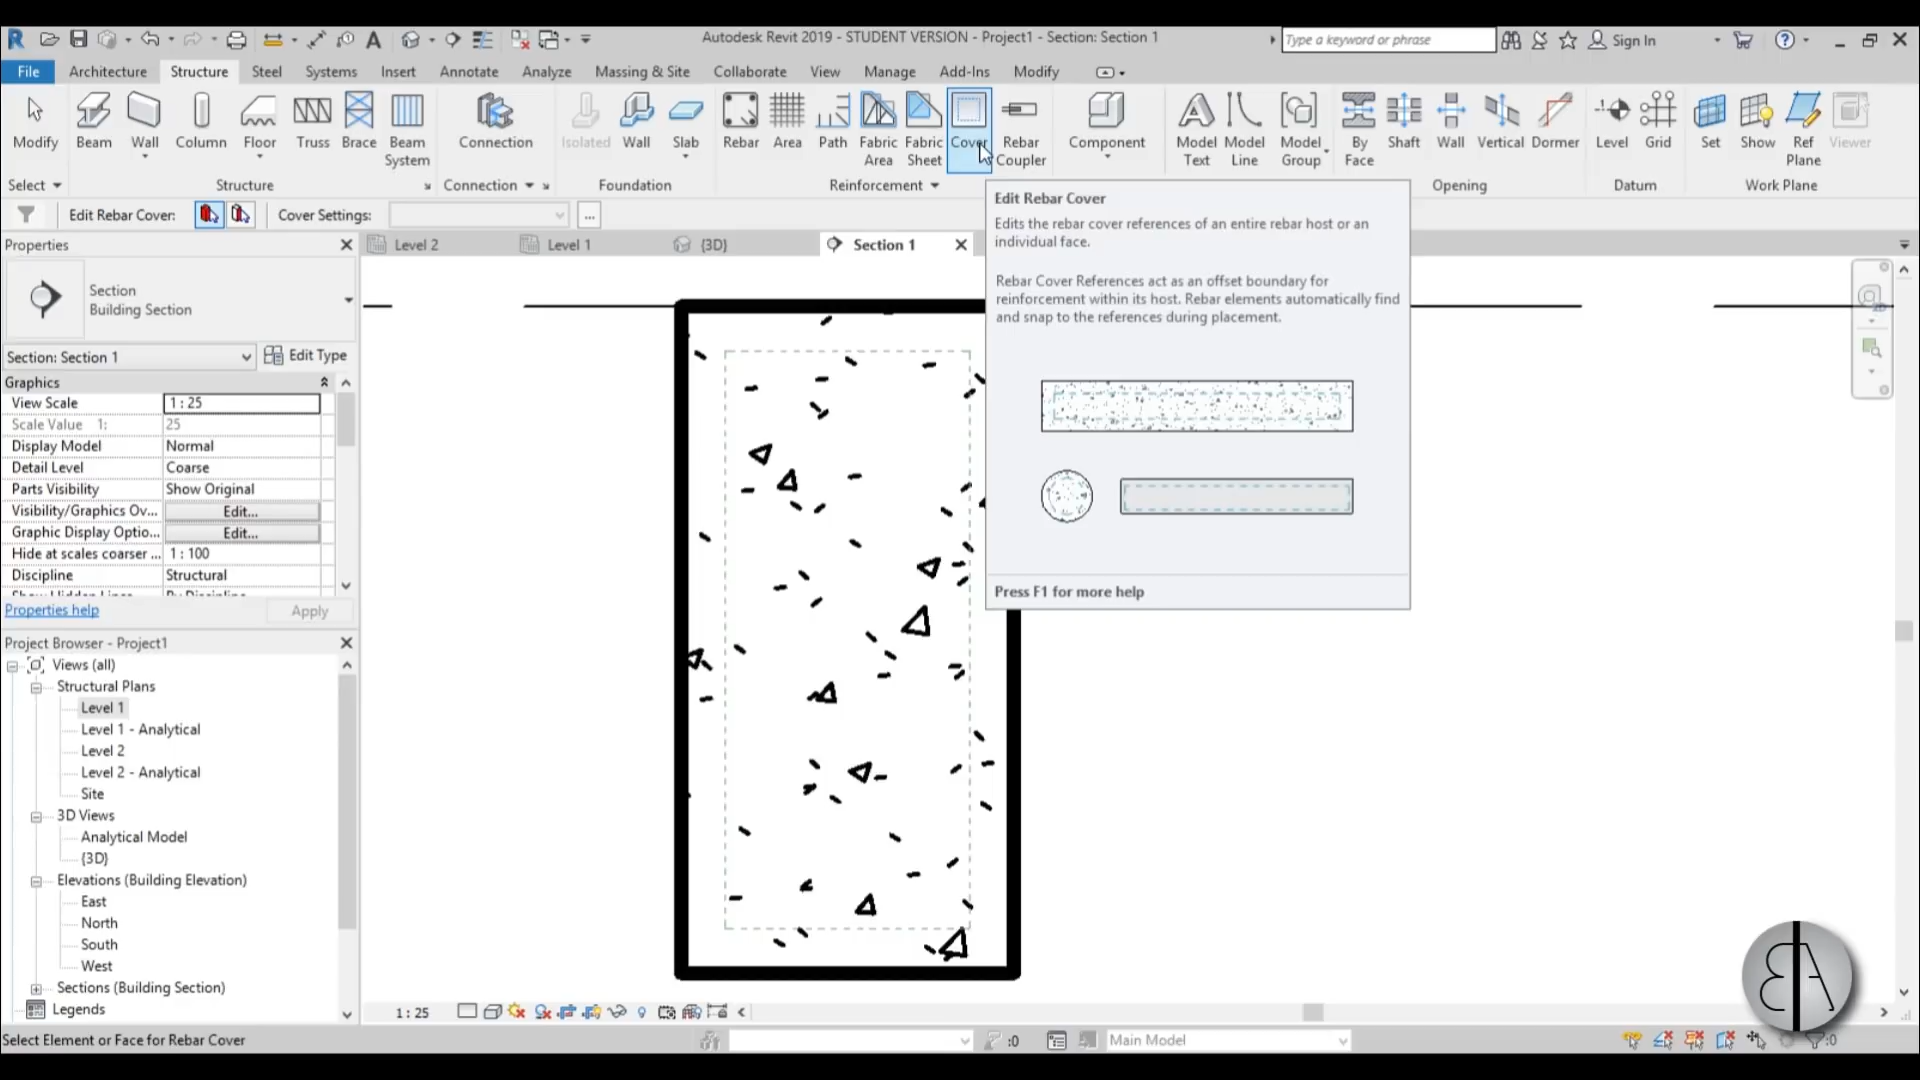 Autodesk Revit 2019 - STUDENT VERSION - Project1 - Section: Section 1
Type a keyword or phrase
Sign In
File Architecture Structure Steel Systems Insert Annotate Analyze Massing & Site Collaborate View Manage Add-Ins Modify
Modify Beam Wall Column Floor Truss Brace Beam System Connection Isolated Wall Slab Rebar Area Path Fabric Area Fabric Sheet Cover Rebar Coupler Component Model Text Model Line Model Group By Face Shaft Wall Vertical Dormer Level Grid Set Show Ref Plane Viewer
Select Structure Connection Foundation Reinforcement Opening Datum Work Plane
Edit Rebar Cover: Cover Settings: ...
Properties
Level 2 Level 1 {3D} Section 1
Edit Rebar Cover
Edits the rebar cover references of an entire rebar host or an
individual face.
Rebar Cover References act as an offset boundary for
reinforcement within its host. Rebar elements automatically find
and snap to the references during placement.
Press F1 for more help
Section
Building Section
Section: Section 1 Edit Type
Graphics
View Scale 1 : 25
Scale Value 1: 25
Display Model Normal
Detail Level Coarse
Parts Visibility Show Original
Visibility/Graphics Ov... Edit...
Graphic Display Optio... Edit...
Hide at scales coarser ... 1 : 100
Discipline Structural
Properties help Apply
Project Browser - Project1
Views (all)
Structural Plans
Level 1
Level 1 - Analytical
Level 2
Level 2 - Analytical
Site
3D Views
Analytical Model
{3D}
Elevations (Building Elevation)
East
North
South
West
Sections (Building Section)
Legends
1 : 25
Select Element or Face for Rebar Cover
:0
Main Model
:0